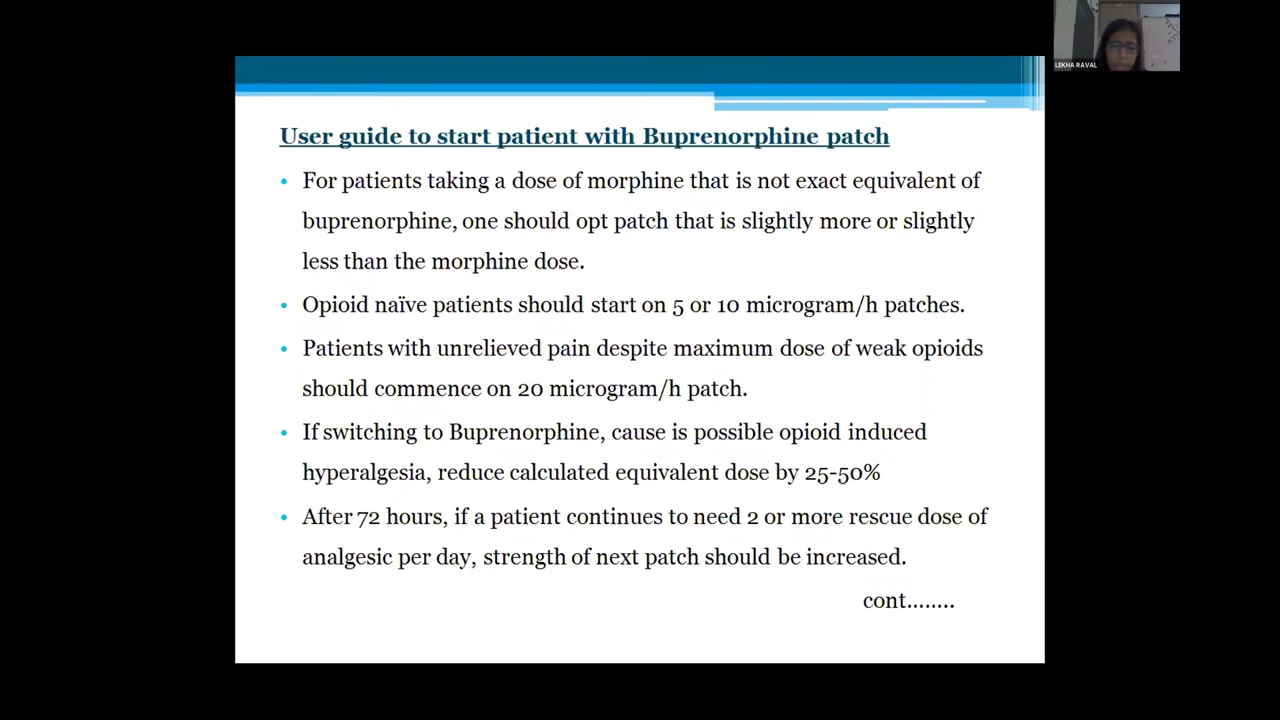 LEKHA RAVAL
User guide to start patient with Buprenorphine patch
• For patients taking a dose of morphine that is not exact equivalent of
buprenorphine, one should opt patch that is slightly more or slightly
less than the morphine dose.
• Opioid naïve patients should start on 5 or 10 microgram/h patches.
• Patients with unrelieved pain despite maximum dose of weak opioids
should commence on 20 microgram/h patch.
• If switching to Buprenorphine, cause is possible opioid induced
hyperalgesia, reduce calculated equivalent dose by 25-50%
• After 72 hours, if a patient continues to need 2 or more rescue dose of
analgesic per day, strength of next patch should be increased.
cont........